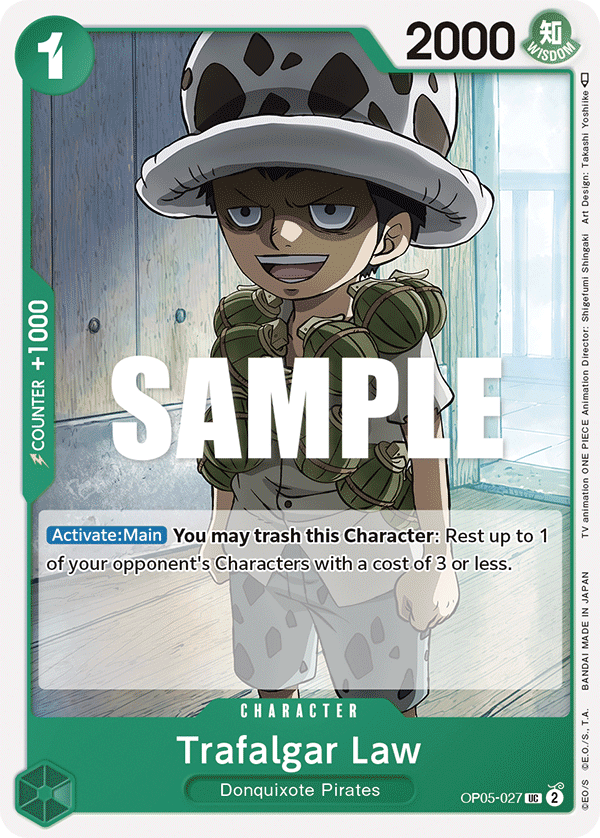 1
2000
知
WISDOM
COUNTER +1000
SAMPLE
Activate:Main You may trash this Character: Rest up to 1
of your opponent's Characters with a cost of 3 or less.
CHARACTER
Trafalgar Law
Donquixote Pirates
OP05-027 UC 2
©EO/S ©E.O./S., T.A. BANDAI MADE IN JAPAN TV animation ONE PIECE Animation Director: Shigefumi Shingaki Art Design: Takashi Yoshiike